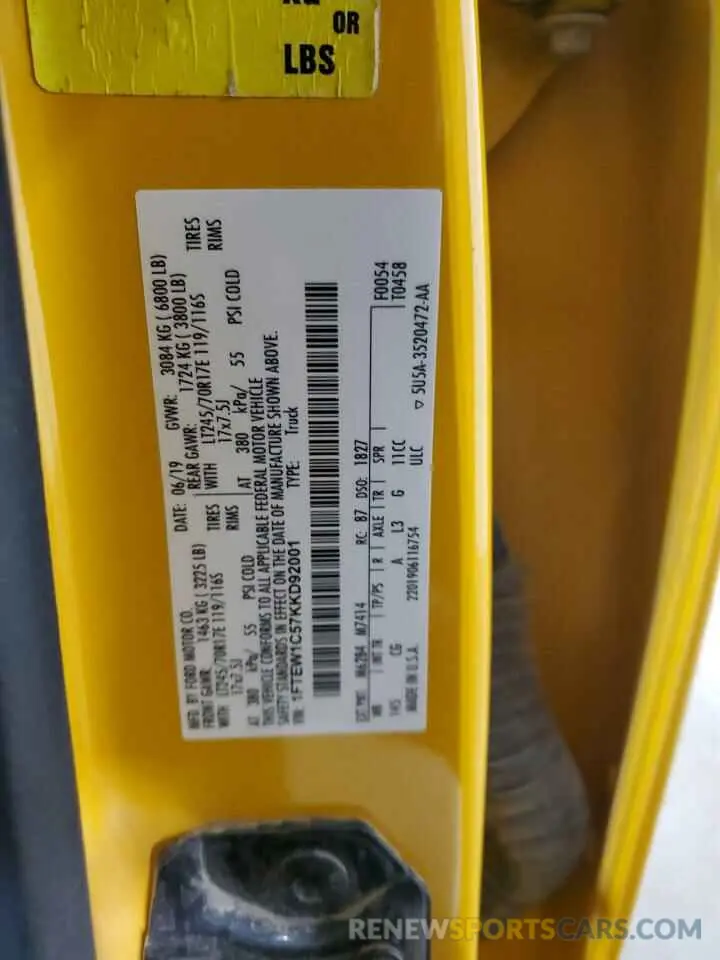 KG
OR
LBS
MFD. BY FORD MOTOR CO.
DATE: 06/19 GVWR: 3084 KG ( 6800 LB)
FRONT GAWR: 1463 KG ( 3225 LB) REAR GAWR: 1724 KG ( 3800 LB)
WITH LT245/70R17E 119/116S TIRES WITH LT245/70R17E 119/116S TIRES
17x7.5J RIMS 17x7.5J RIMS
AT 380 kPa/ 55 PSI COLD AT 380 kPa/ 55 PSI COLD
THIS VEHICLE CONFORMS TO ALL APPLICABLE FEDERAL MOTOR VEHICLE
SAFETY STANDARDS IN EFFECT ON THE DATE OF MANUFACTURE SHOWN ABOVE.
VIN: 1FTEW1C57KKD92001 TYPE: Truck
F0054
T0458
EXT PNT: M6284 M7414 RC: 87 DSO: 1827
WB INT TR TP/PS R AXLE TR SPR
145 CG A L3 G 11CC
MADE IN U.S.A. 2201906116754 ULC
▽ 5U5A-3520472-AA
RENEWSPORTSCARS.COM